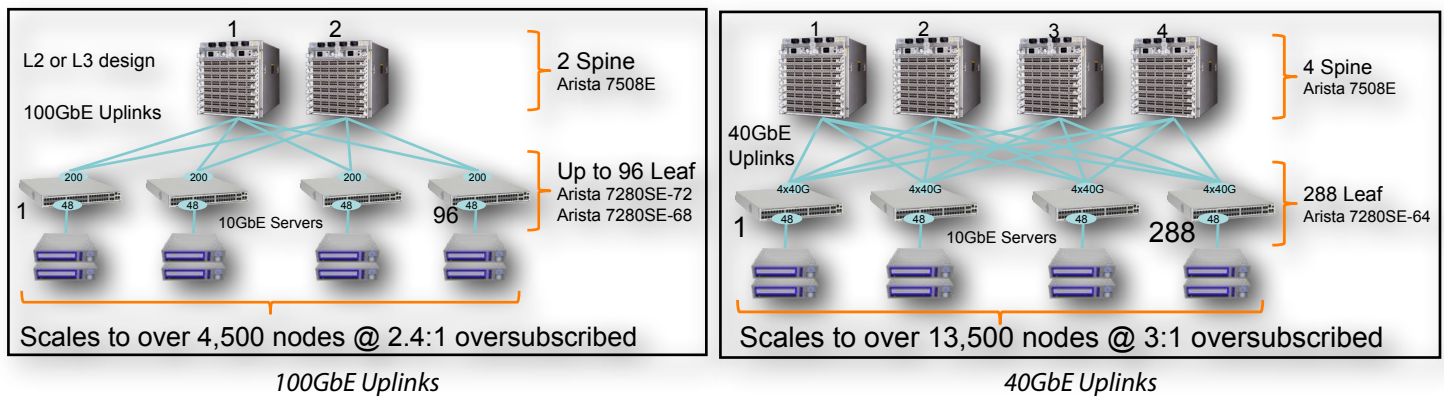 1
2
L2 or L3 design
2 Spine
Arista 7508E
100GbE Uplinks
Up to 96 Leaf
Arista 7280SE-72
Arista 7280SE-68
200
200
200
200
1
48
48
10GbE Servers
48
96
48
Scales to over 4,500 nodes @ 2.4:1 oversubscribed
100GbE Uplinks
1
2
3
4
4 Spine
Arista 7508E
40GbE
Uplinks
288 Leaf
Arista 7280SE-64
4x40G
4x40G
4x40G
4x40G
1
48
48
10GbE Servers
48
288
48
Scales to over 13,500 nodes @ 3:1 oversubscribed
40GbE Uplinks